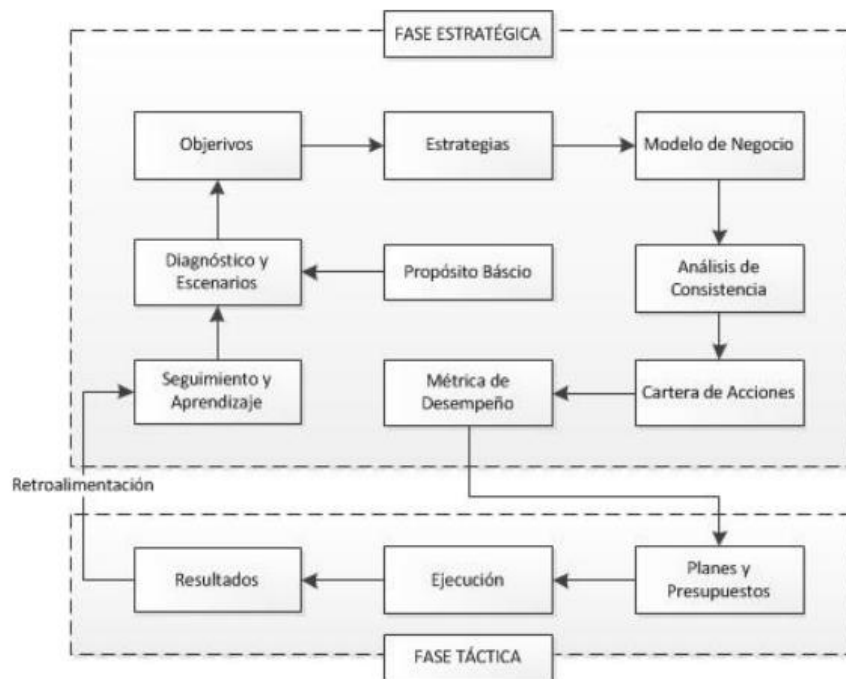 FASE ESTRATÉGICA
Objerivos
Estrategias
Modelo de Negocio
Diagnóstico y
Escenarios
Propósito Báscio
Análisis de
Consistencia
Seguimiento y
Aprendizaje
Métrica de
Desempeño
Cartera de Acciones
Retroalimentación
Resultados
Ejecución
Planes y
Presupuestos
FASE TÁCTICA